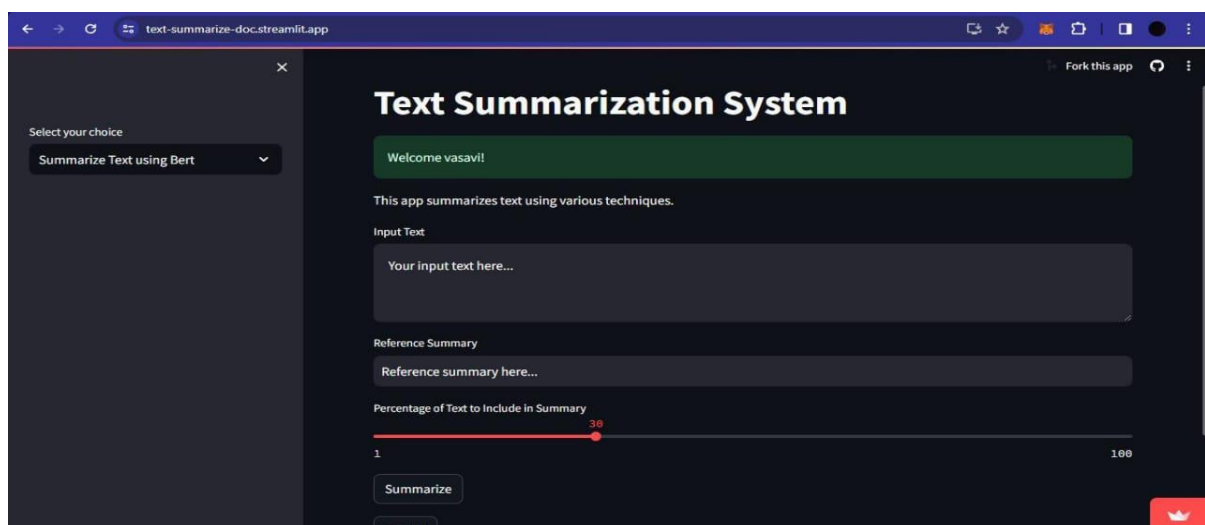 text-summarize-doc.streamlit.app
Fork this app
Select your choice
Summarize Text using Bert
Text Summarization System
Welcome vasavi!
This app summarizes text using various techniques.
Input Text
Your input text here...
Reference Summary
Reference summary here...
Percentage of Text to Include in Summary
30
1 100
Summarize